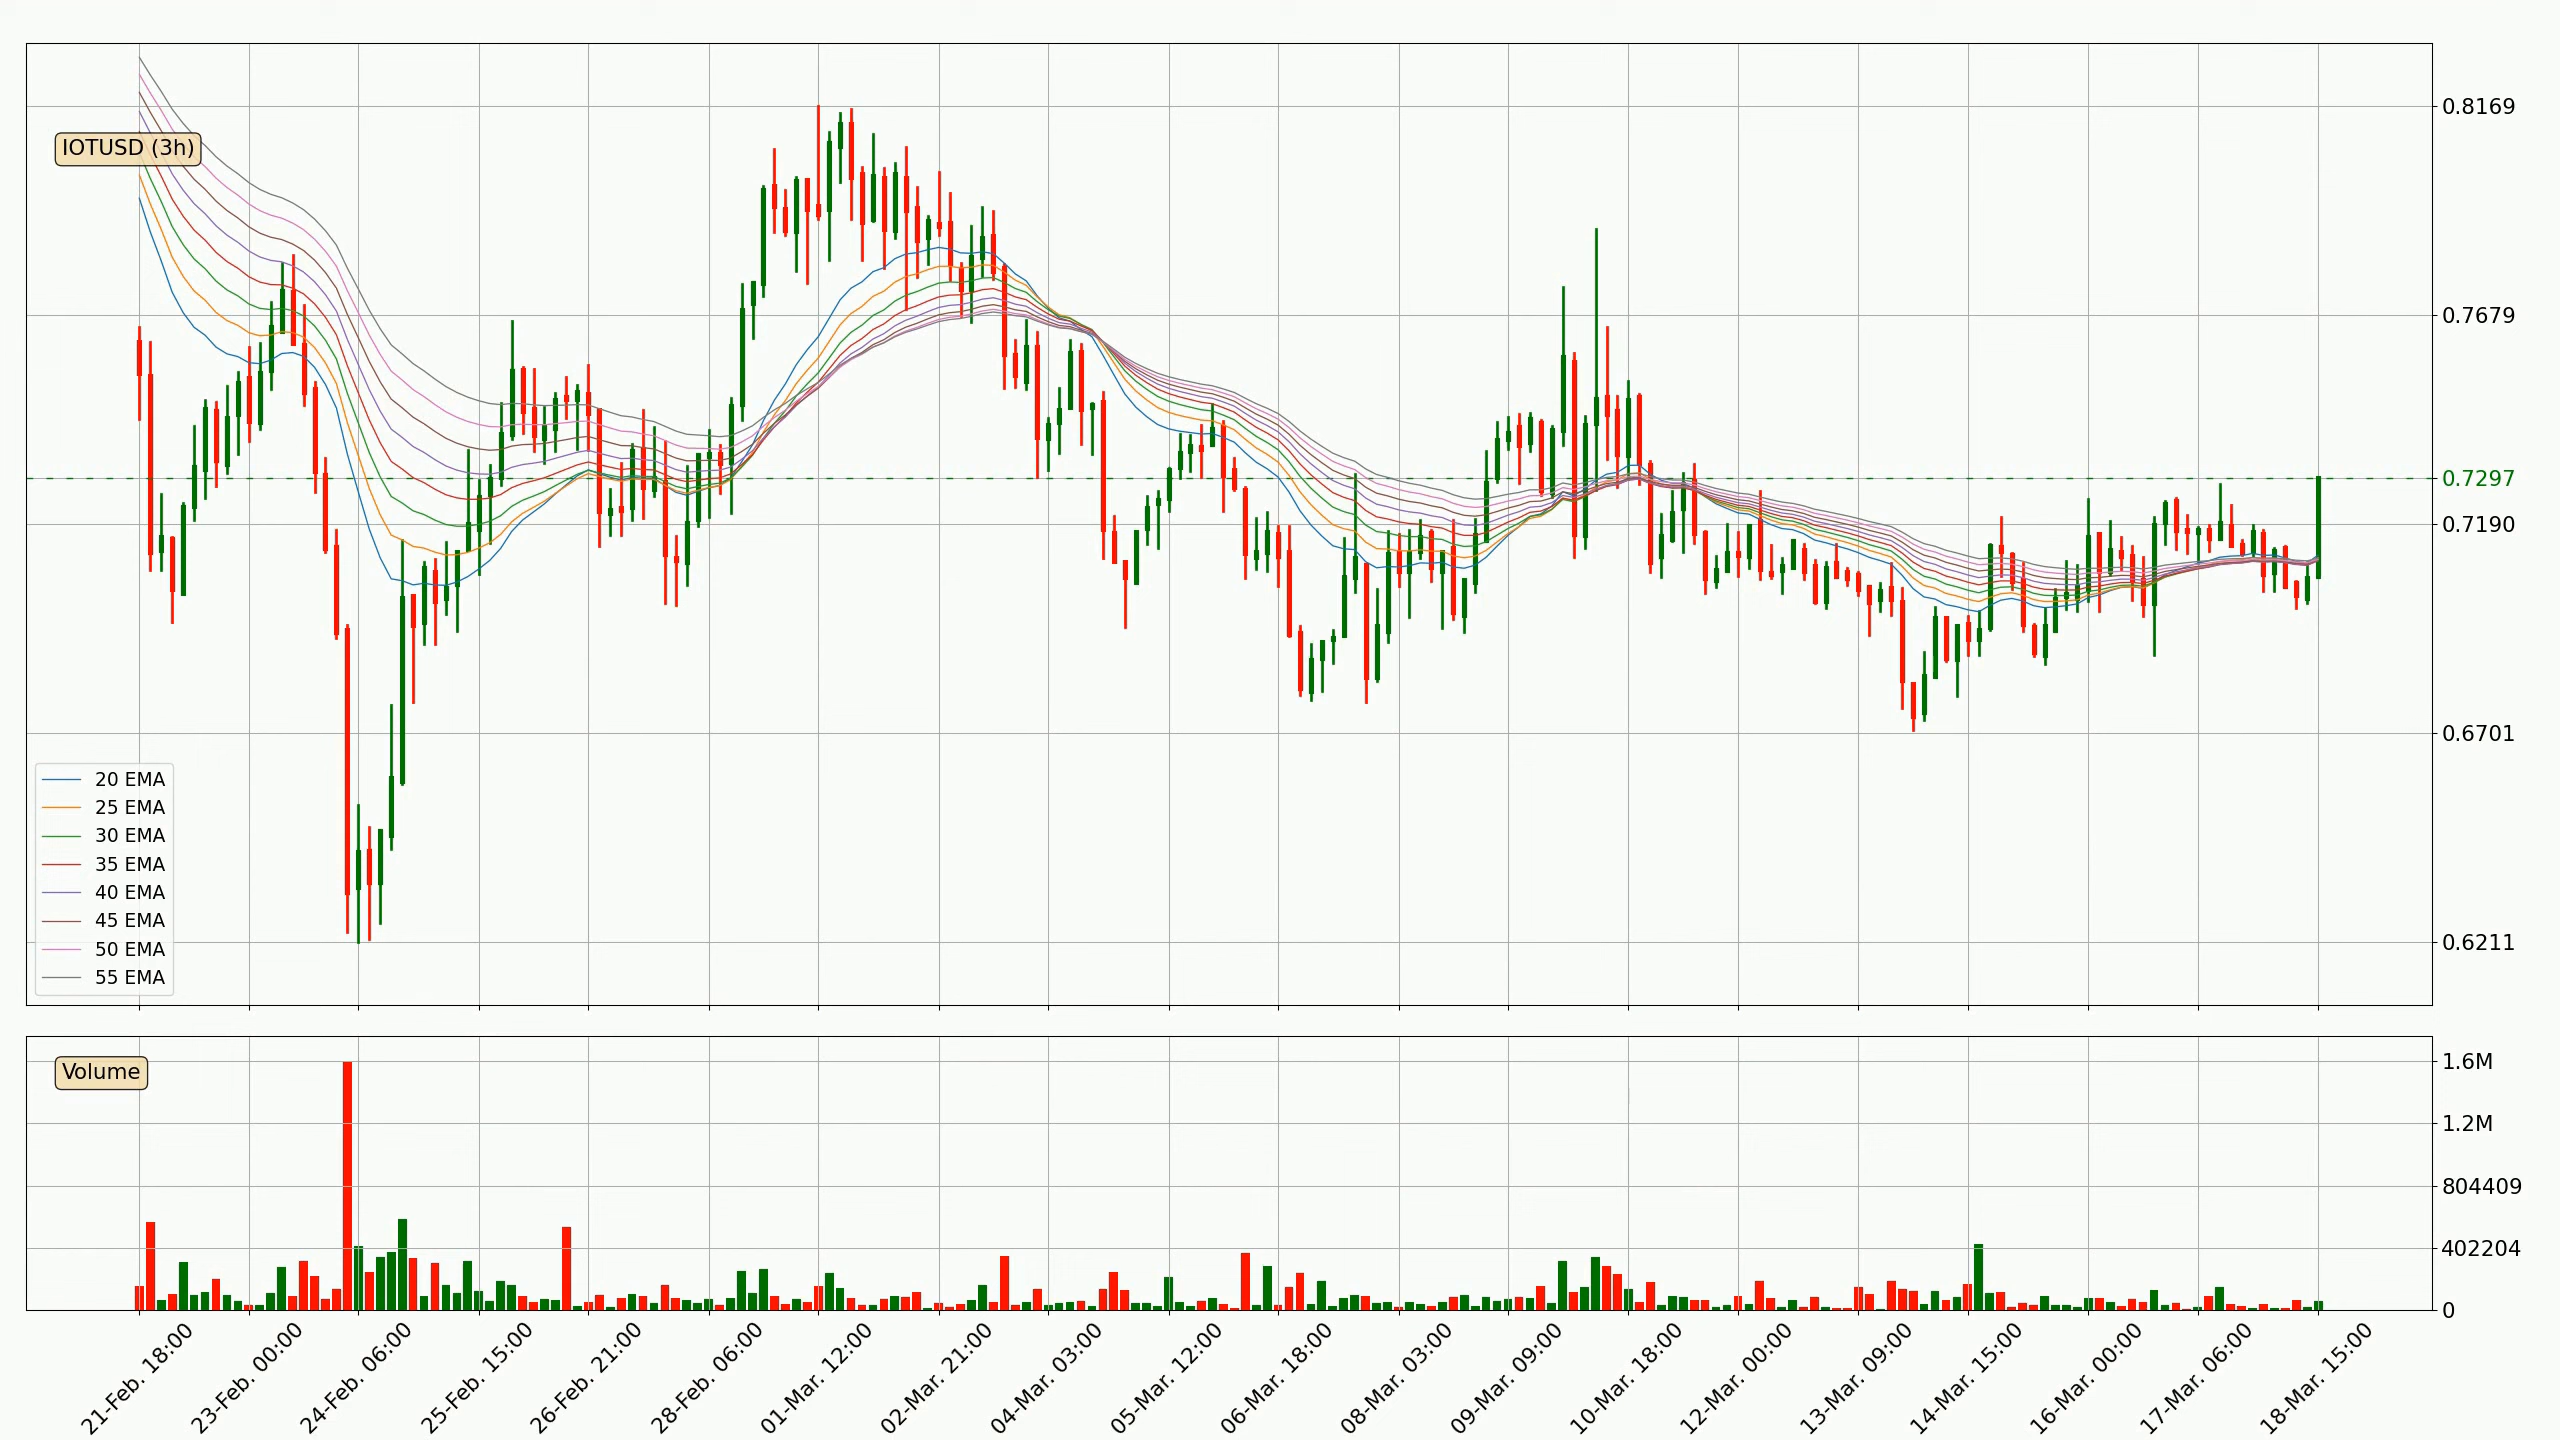 IOTUSD (3h)
0.8169
0.7679
0.7297
0.7190
0.6701
0.6211
20 EMA
25 EMA
30 EMA
35 EMA
40 EMA
45 EMA
50 EMA
55 EMA
Volume
1.6M
1.2M
804409
402204
0
21-Feb. 18:00
23-Feb. 00:00
24-Feb. 06:00
25-Feb. 15:00
26-Feb. 21:00
28-Feb. 06:00
01-Mar. 12:00
02-Mar. 21:00
04-Mar. 03:00
05-Mar. 12:00
06-Mar. 18:00
08-Mar. 03:00
09-Mar. 09:00
10-Mar. 18:00
12-Mar. 00:00
13-Mar. 09:00
14-Mar. 15:00
16-Mar. 00:00
17-Mar. 06:00
18-Mar. 15:00